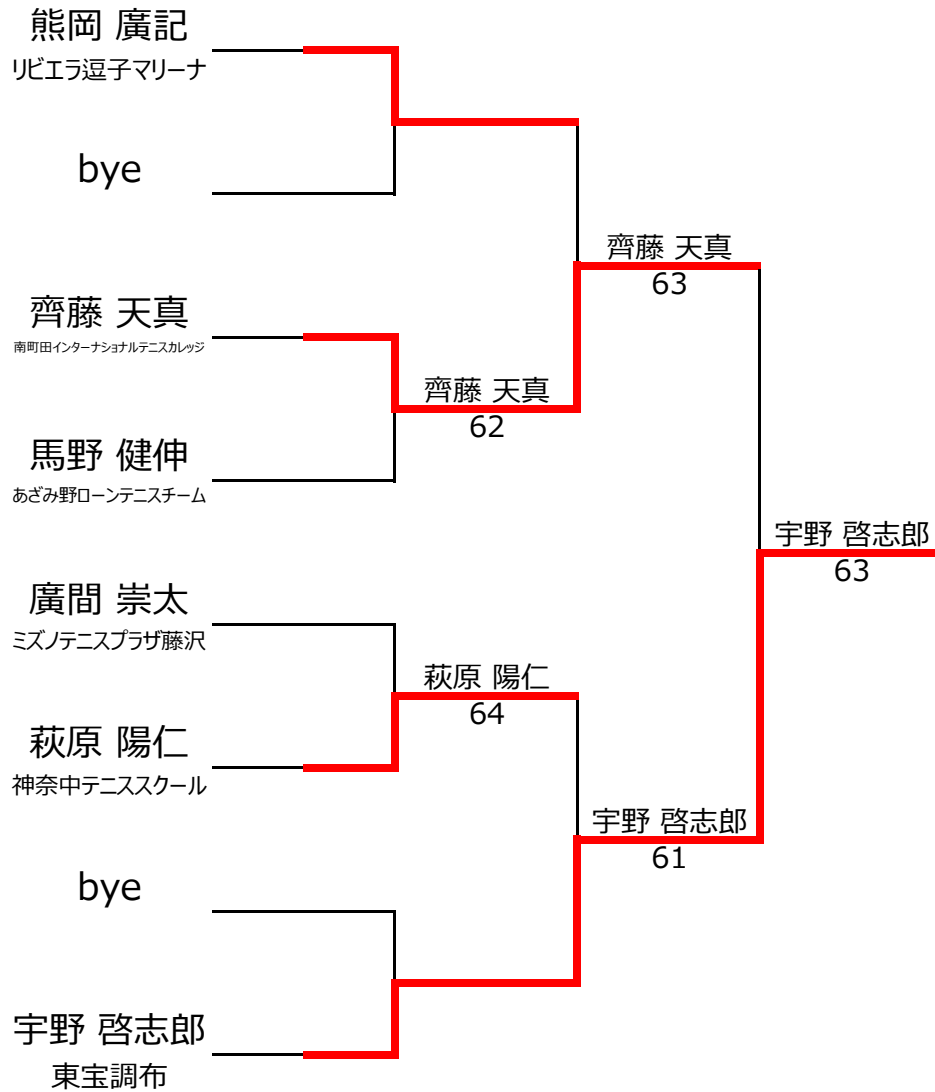 熊岡 廣記
リビエラ逗子マリーナ
bye
齊藤 天真
63
齊藤 天真
南町田インターナショナルテニスカレッジ
齊藤 天真
62
馬野 健伸
あざみ野ローンテニスチーム
宇野 啓志郎
63
廣間 崇太
ミズノテニスプラザ藤沢
萩原 陽仁
64
萩原 陽仁
神奈中テニススクール
宇野 啓志郎
61
bye
宇野 啓志郎
東宝調布